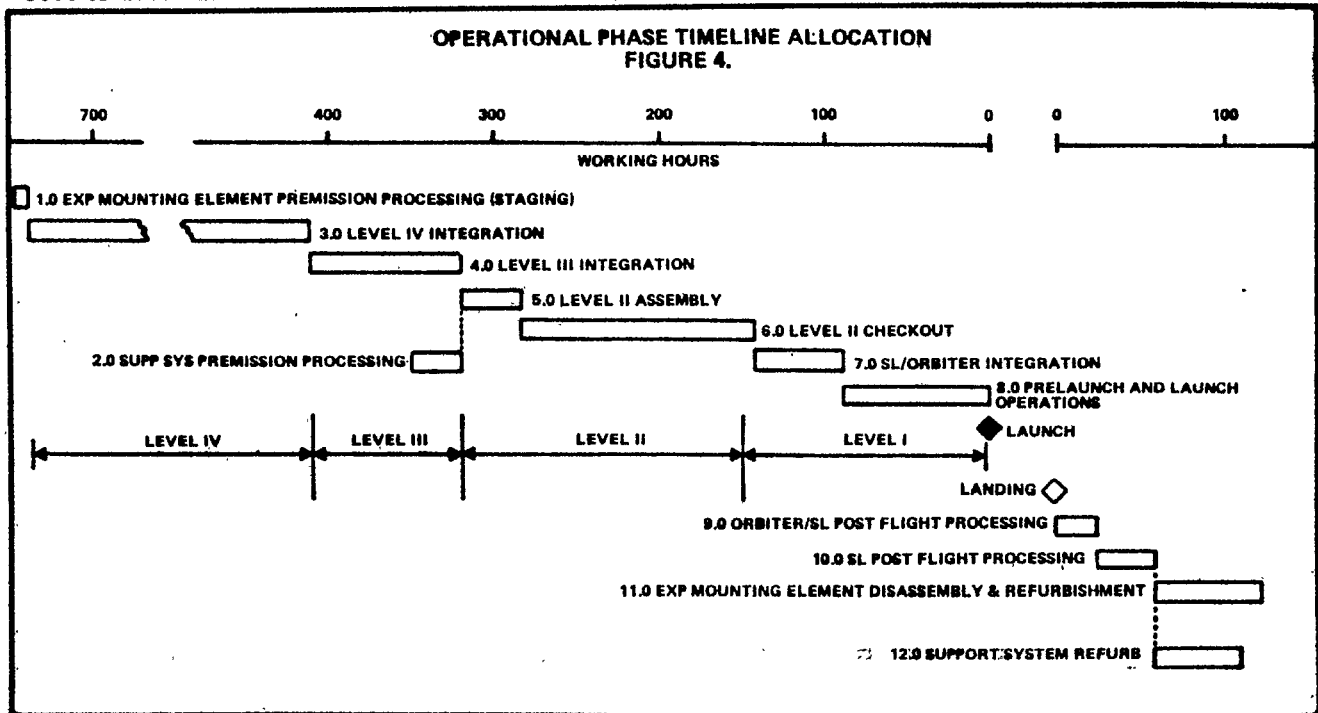 OPERATIONAL PHASE TIMELINE ALLOCATION
FIGURE 4.
700 400 300 200 100 0 0 100
WORKING HOURS
1.0 EXP MOUNTING ELEMENT PREMISSION PROCESSING (STAGING)
3.0 LEVEL IV INTEGRATION
4.0 LEVEL III INTEGRATION
5.0 LEVEL II ASSEMBLY
6.0 LEVEL II CHECKOUT
2.0 SUPP SYS PREMISSION PROCESSING
7.0 SL/ORBITER INTEGRATION
8.0 PRELAUNCH AND LAUNCH
OPERATIONS
LAUNCH
LEVEL IV LEVEL III LEVEL II LEVEL I
LANDING
9.0 ORBITER/SL POST FLIGHT PROCESSING
10.0 SL POST FLIGHT PROCESSING
11.0 EXP MOUNTING ELEMENT DISASSEMBLY & REFURBISHMENT
12.0 SUPPORT/SYSTEM REFURB